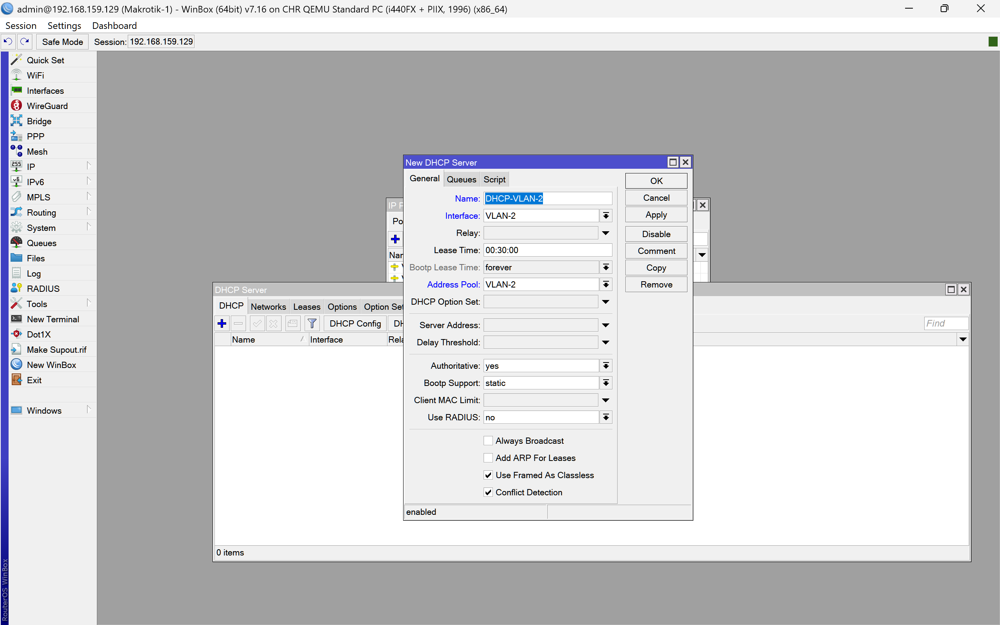 admin@192.168.159.129 (Makrotik-1) - WinBox (64bit) v7.16 on CHR QEMU Standard PC (i440FX + PIIX, 1996) (x86_64)
Session Settings Dashboard
Safe Mode Session: 192.168.159.129
Quick Set
WiFi
Interfaces
WireGuard
Bridge
PPP
Mesh
255 IP
v6 IPv6
MPLS
Routing
System
Queues
Files
Log
RADIUS
Tools
New Terminal
Dot1X
Make Supout.rif
New WinBox
Exit
Windows
RouterOS WinBox
New DHCP Server
General Queues Script
Name: DHCP-VLAN-2
Interface: VLAN-2
Relay:
Lease Time: 00:30:00
Bootp Lease Time: forever
Address Pool: VLAN-2
DHCP Option Set:
Server Address:
Delay Threshold:
Authoritative: yes
Bootp Support: static
Client MAC Limit:
Use RADIUS: no
Always Broadcast
Add ARP For Leases
Use Framed As Classless
Conflict Detection
enabled
OK
Cancel
Apply
Disable
Comment
Copy
Remove
IP P
Po
Nar
DHCP Server
DHCP Networks Leases Options Option Set
DHCP Config DH
Find
Name Interface Rela
0 items